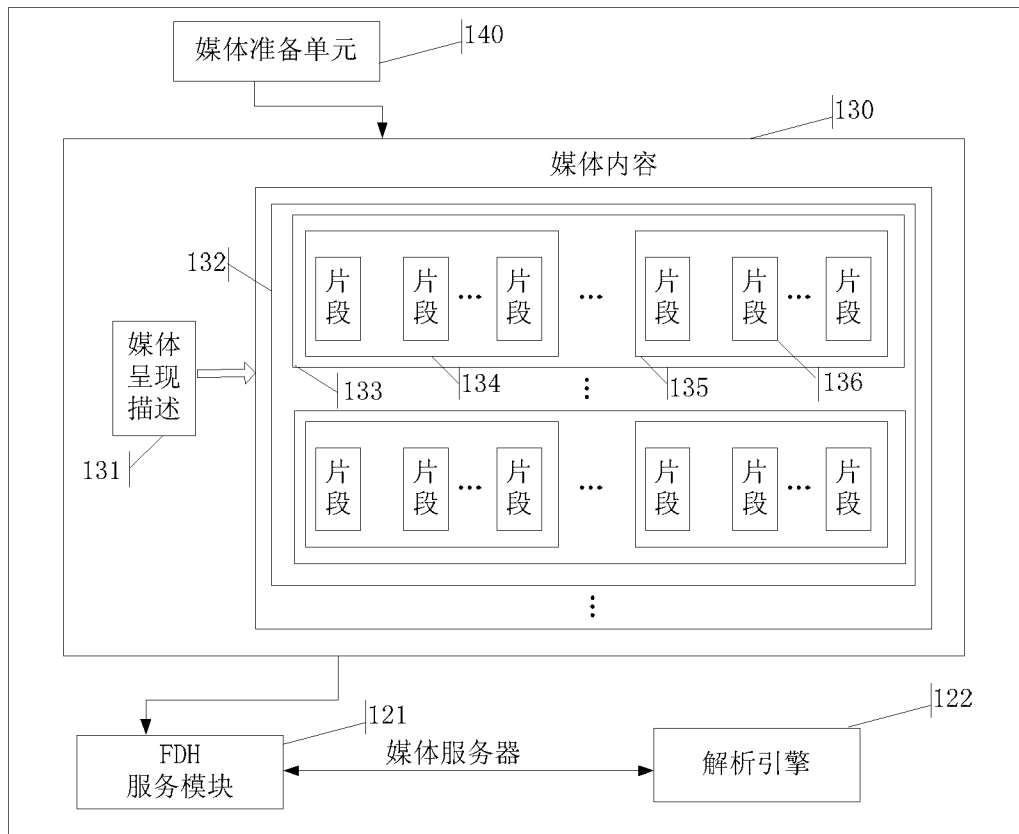 媒体准备单元
140
130
媒体内容
132
片段 片段 … 片段 … 片段 片段 … 片段
媒体
呈现
描述
133
134
135
136
131
片段 片段 … 片段 … 片段 片段 … 片段
121
122
FDH
服务模块
媒体服务器
解析引擎